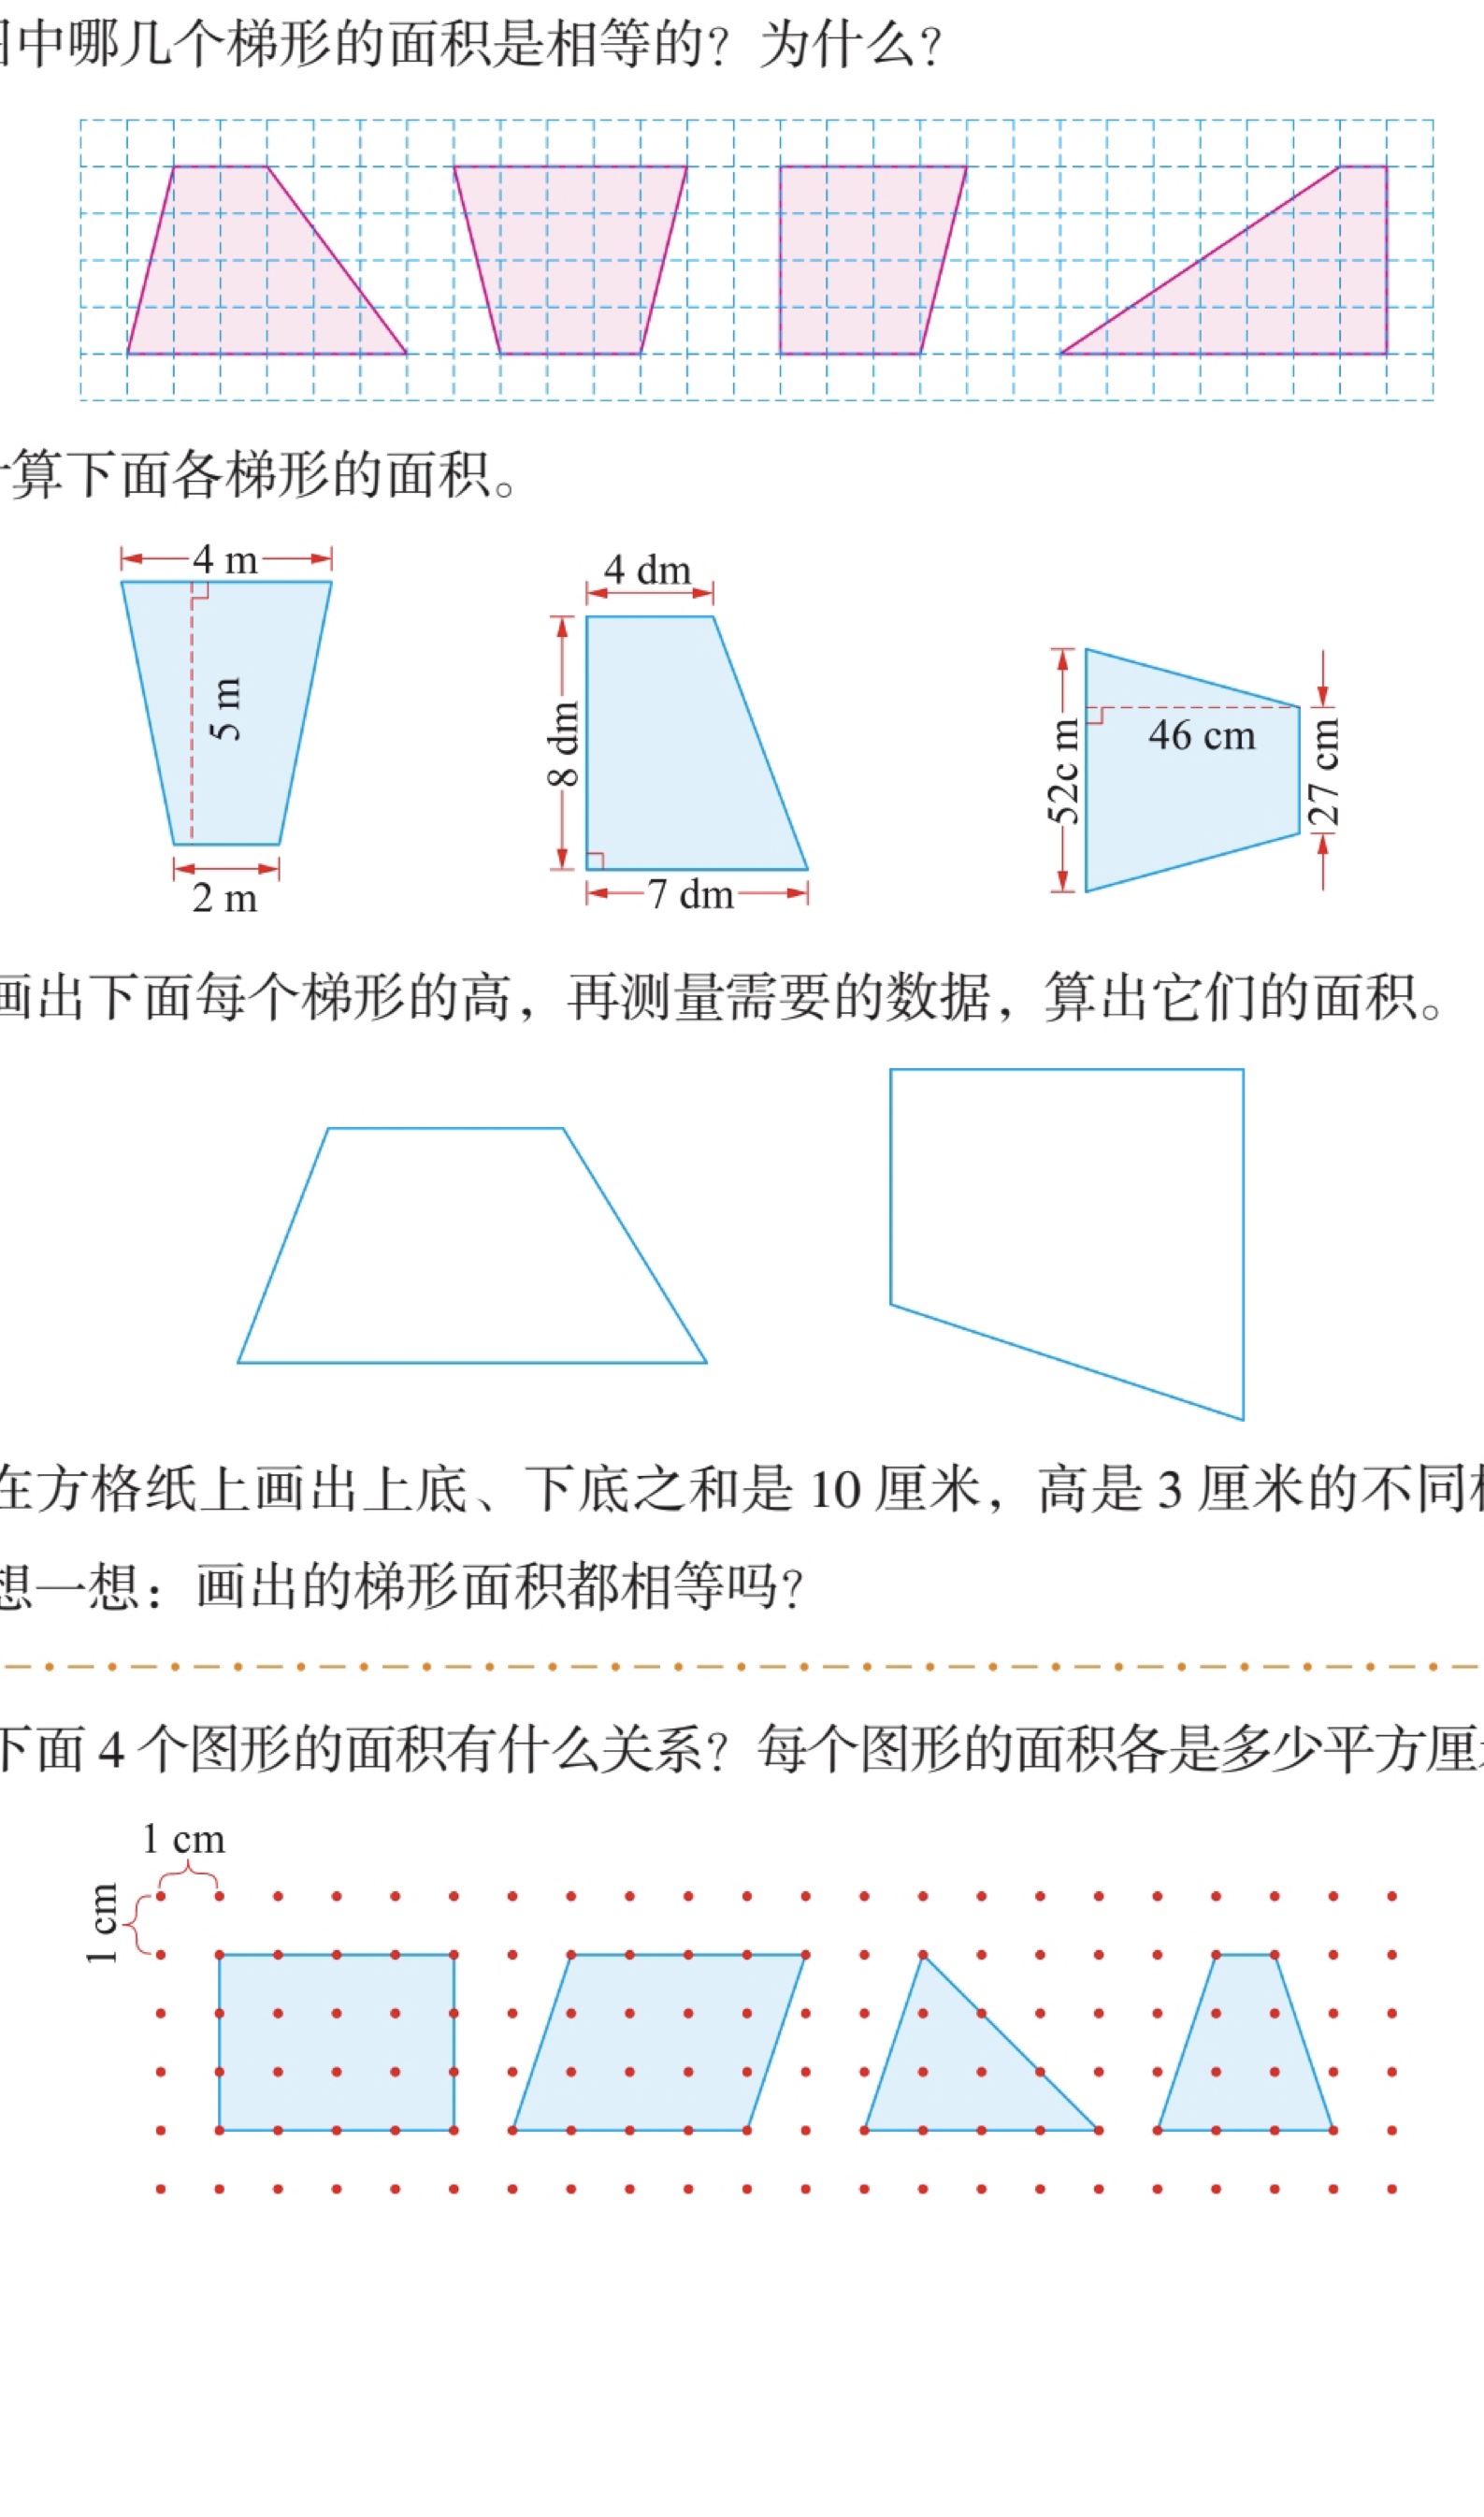 中哪几个梯形的面积是相等的？为什么？
算下面各梯形的面积。
4 m
5 m
2 m
4 dm
8 dm
7 dm
52c m
46 cm
27 cm
画出下面每个梯形的高，再测量需要的数据，算出它们的面积。
在方格纸上画出上底、下底之和是 10 厘米，高是 3 厘米的不同
想一想：画出的梯形面积都相等吗？
下面 4 个图形的面积有什么关系？每个图形的面积各是多少平方厘
1 cm
1 cm